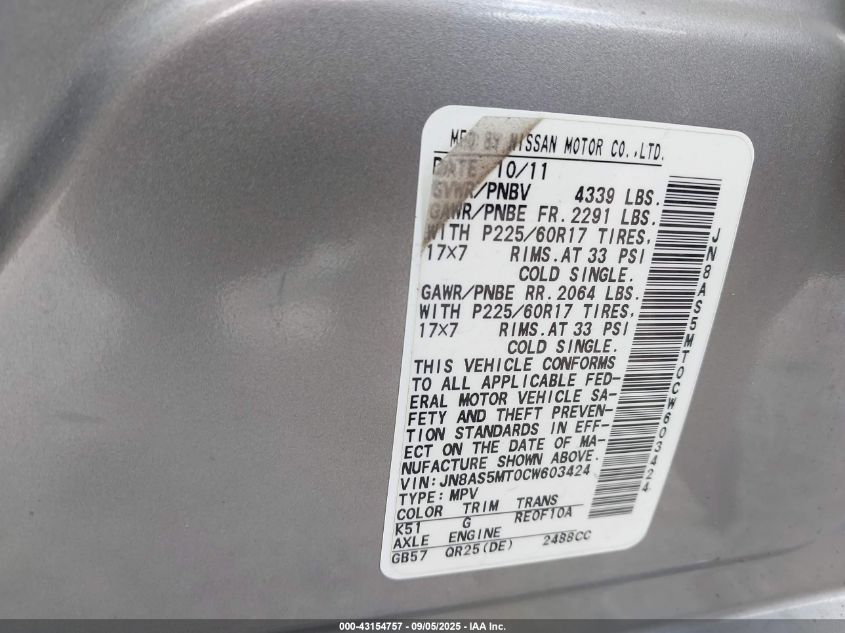 MFD BY NISSAN MOTOR CO.,LTD.
DATE 10/11
GVWR/PNBV 4339 LBS.
GAWR/PNBE FR. 2291 LBS.
WITH P225/60R17 TIRES,
17×7 RIMS. AT 33 PSI
COLD SINGLE.
GAWR/PNBE RR. 2064 LBS.
WITH P225/60R17 TIRES,
17×7 RIMS. AT 33 PSI
COLD SINGLE.
THIS VEHICLE CONFORMS
TO ALL APPLICABLE FED-
ERAL MOTOR VEHICLE SA-
FETY AND THEFT PREVEN-
TION STANDARDS IN EFF-
ECT ON THE DATE OF MA-
NUFACTURE SHOWN ABOVE.
VIN: JN8AS5MT0CW603424
TYPE: MPV
COLOR TRIM TRANS
K51 G RE0F10A
AXLE ENGINE
GB57 QR25(DE) 2488CC
JN8AS5MT0CW603424
000-43154757 - 09/05/2025 - IAA Inc.